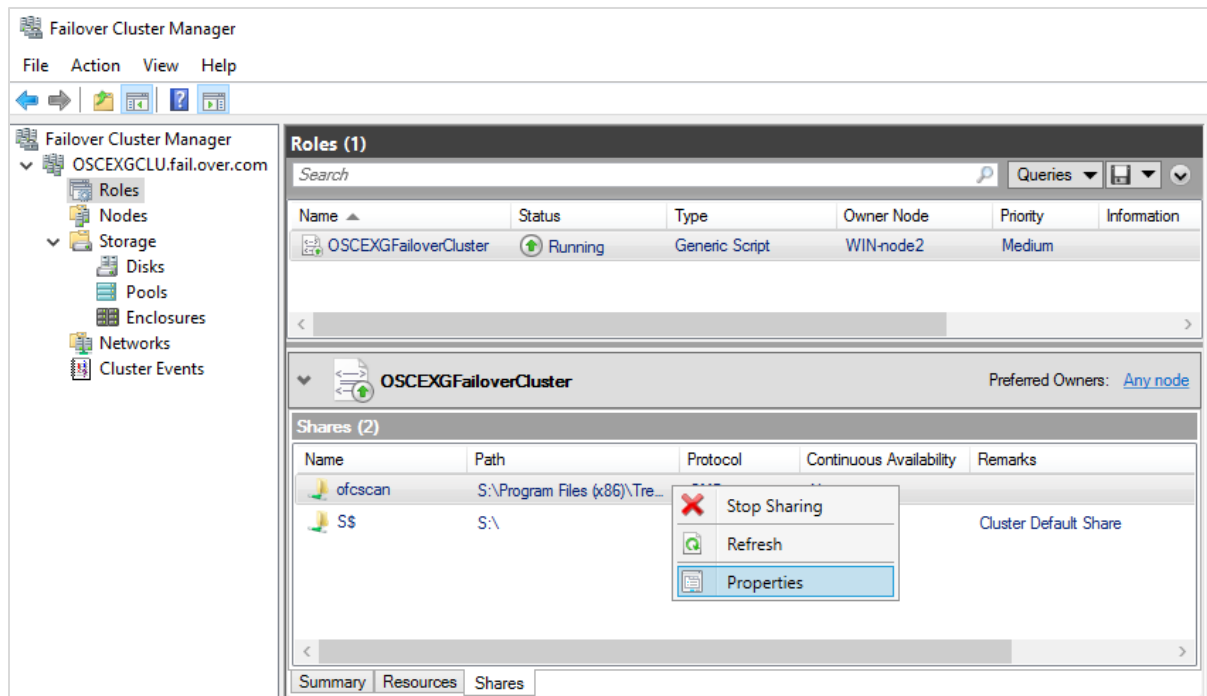 Failover Cluster Manager
File Action View Help
Failover Cluster Manager
OSCEXGCLU.fail.over.com
Roles
Nodes
Storage
Disks
Pools
Enclosures
Networks
Cluster Events
Roles (1)
Search
Queries
Name Status Type Owner Node Priority Information
OSCEXGFailoverCluster Running Generic Script WIN-node2 Medium
OSCEXGFailoverCluster Preferred Owners: Any node
Shares (2)
Name Path Protocol Continuous Availability Remarks
ofcscan S:\Program Files (x86)\Tre...
S$ S:\ Cluster Default Share
Stop Sharing
Refresh
Properties
Summary Resources Shares